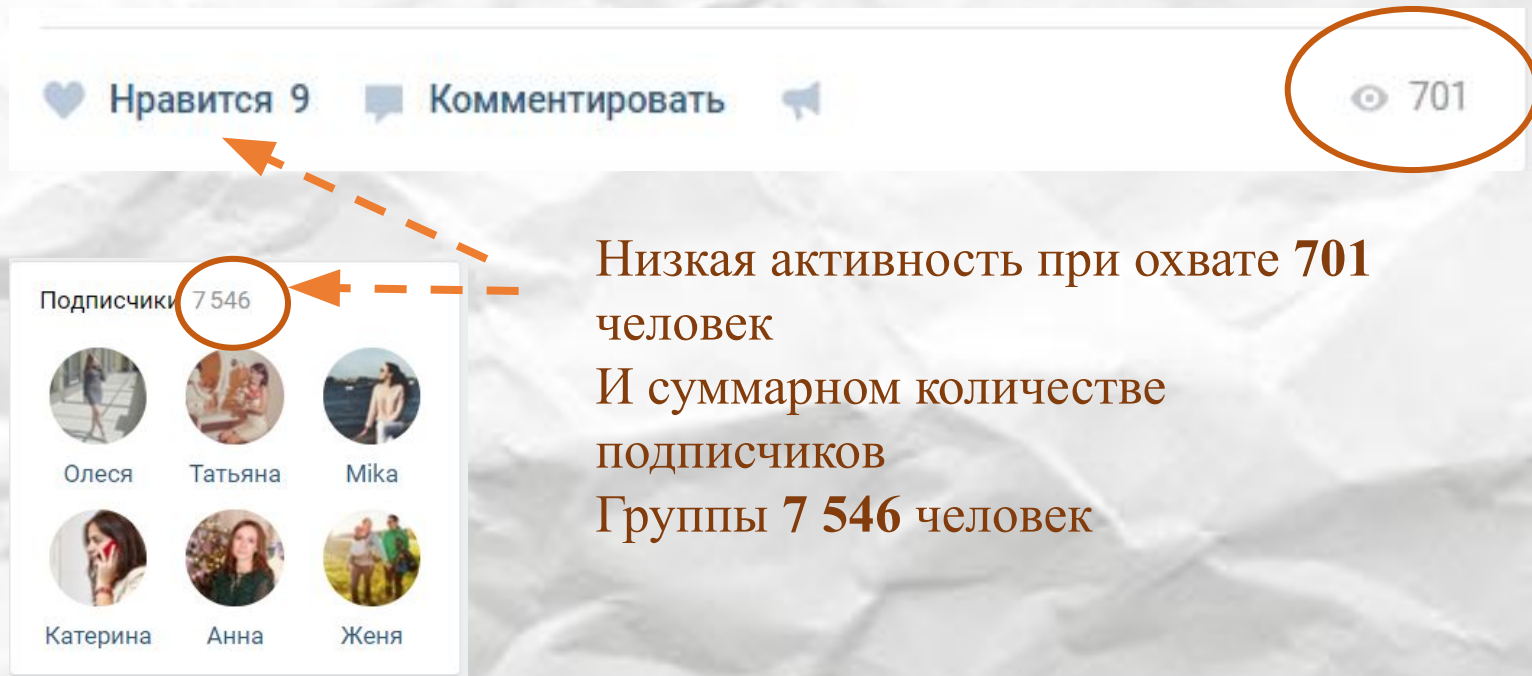 Нравится 9 Комментировать 701
Низкая активность при охвате 701
человек
И суммарном количестве
подписчиков
Группы 7 546 человек
Подписчики 7 546
Олеся Татьяна Mika
Катерина Анна Женя